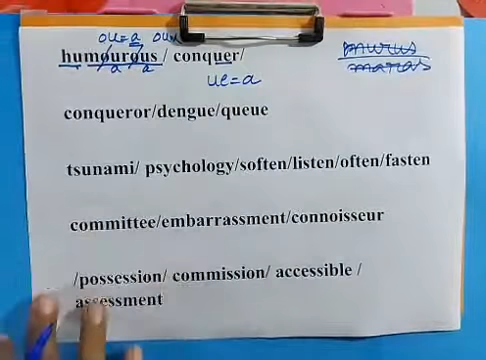 ou=a ou
humourous / conquer/
a a
ue=a
conqueror/dengue/queue
tsunami/ psychology/soften/listen/often/fasten
committee/embarrassment/connoisseur
/possession/ commission/ accessible /
assessment